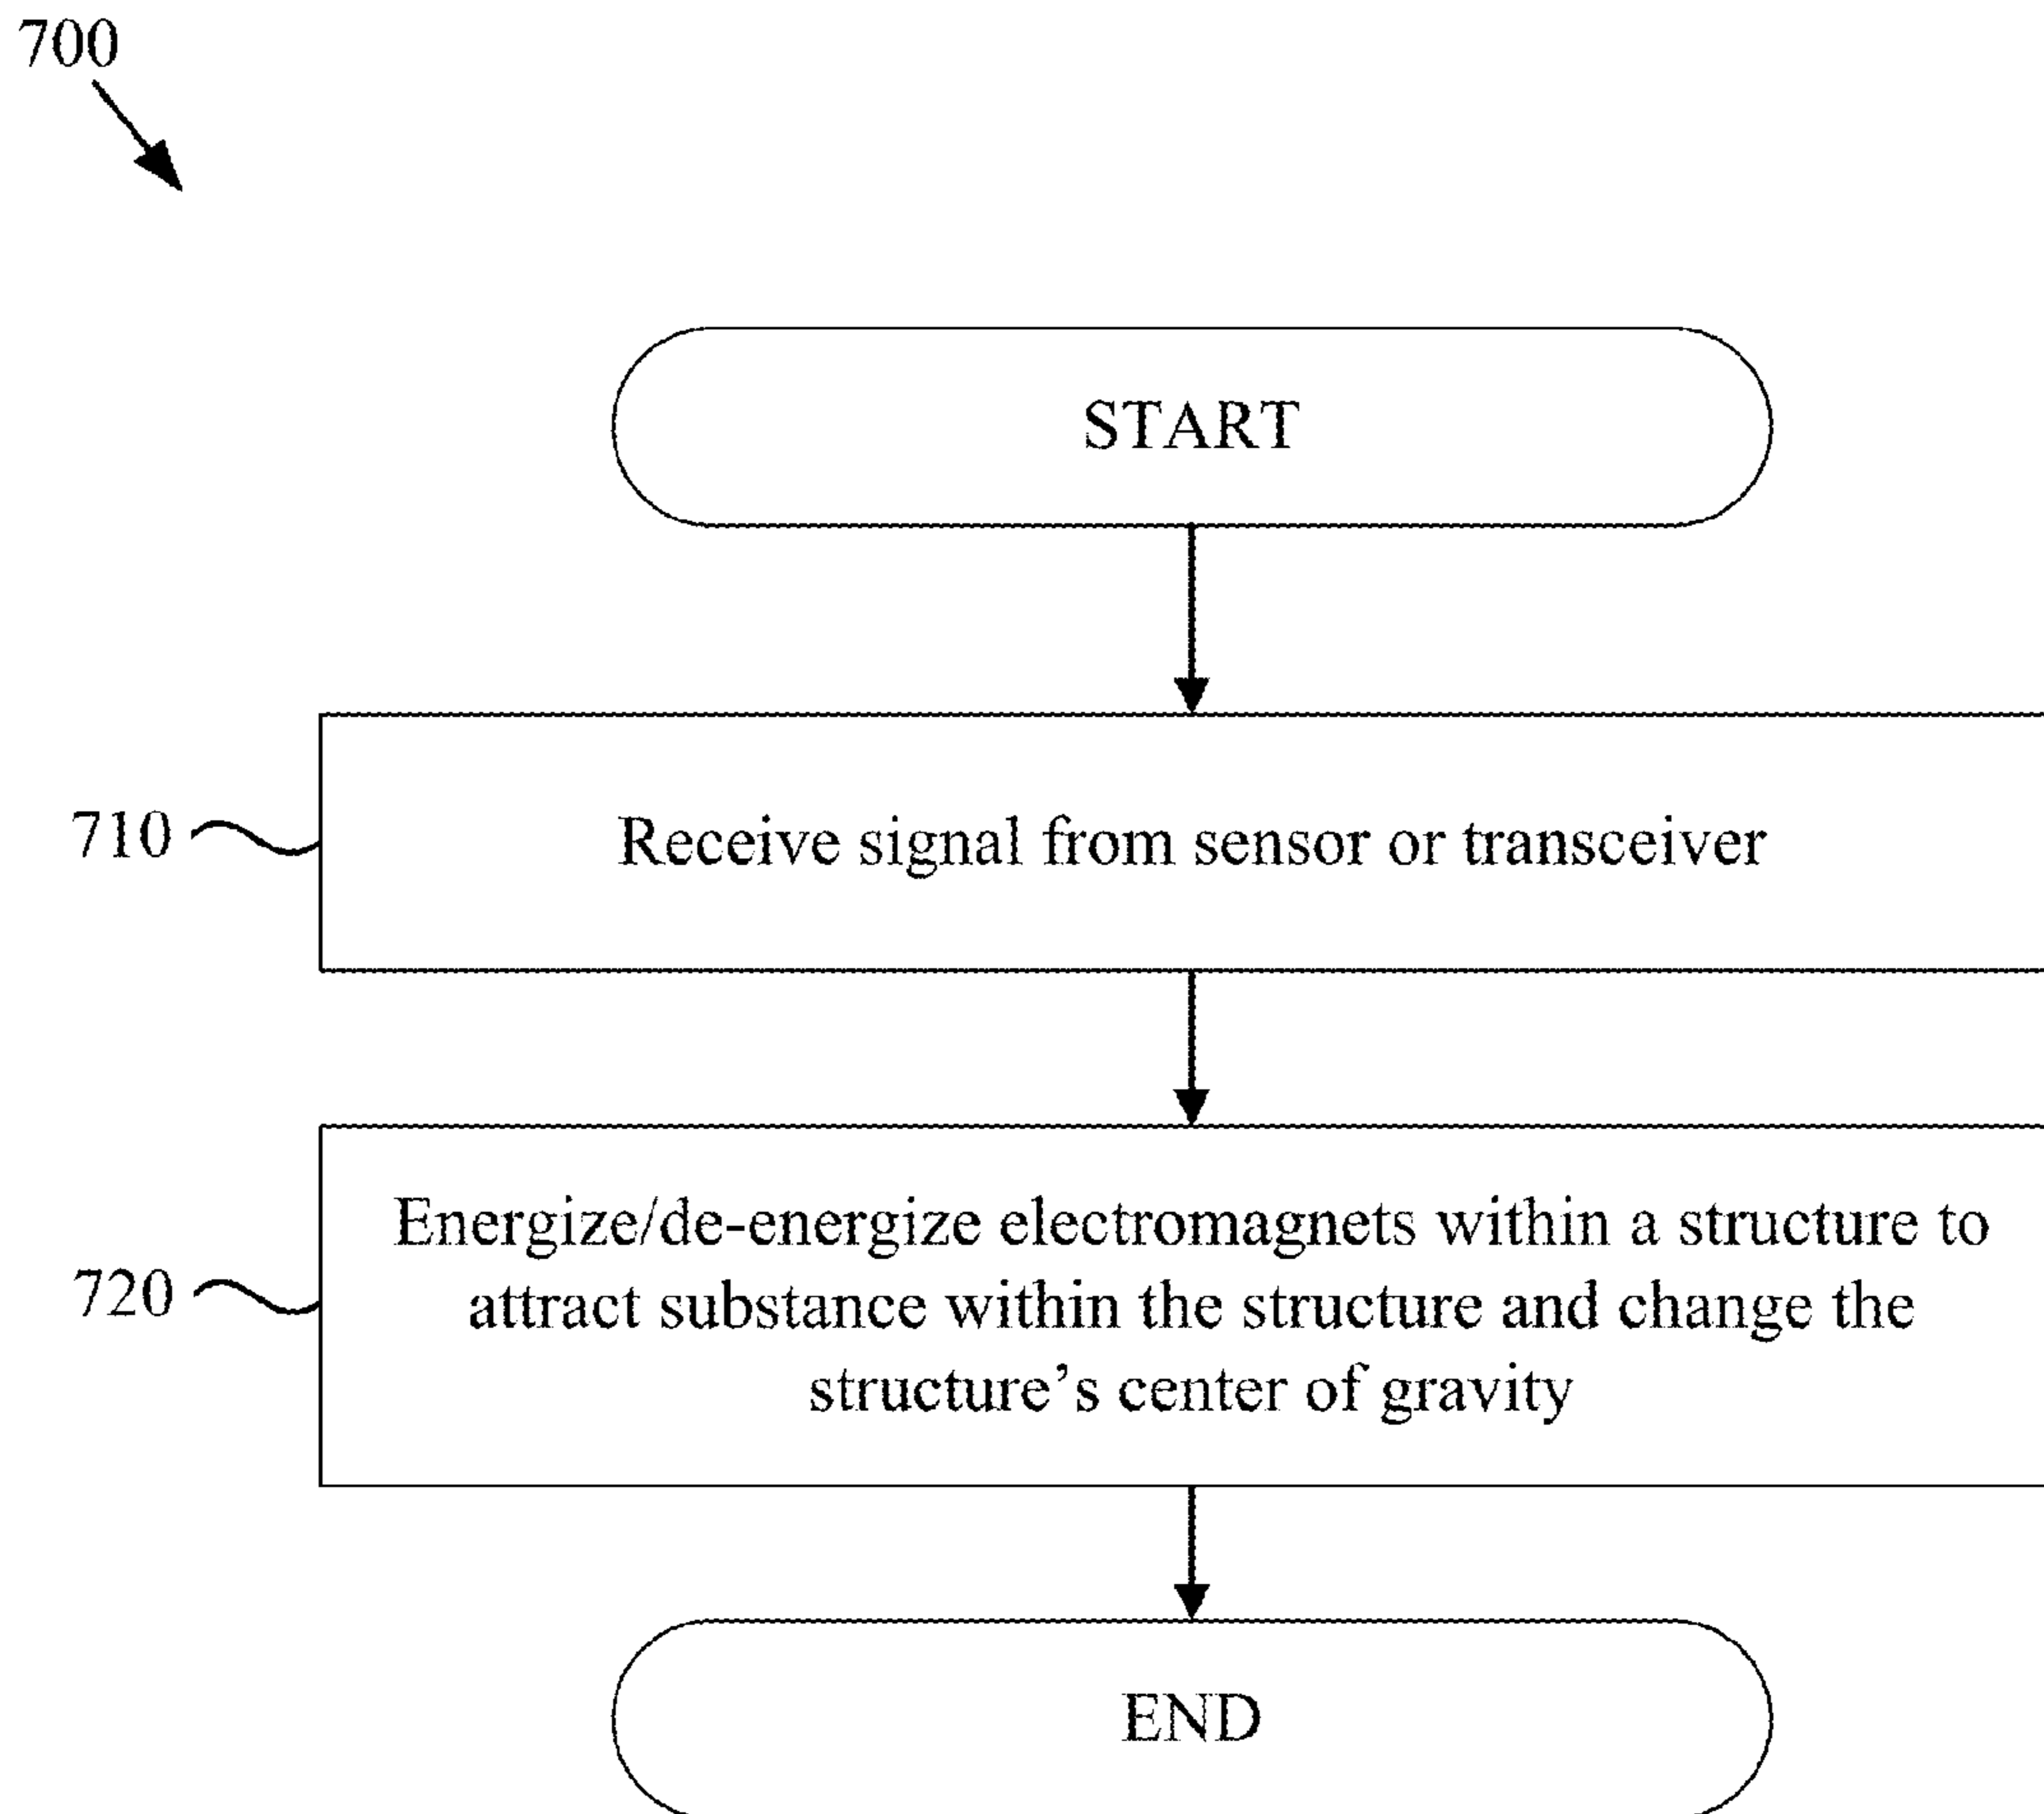 700
START
710
Receive signal from sensor or transceiver
720
Energize/de-energize electromagnets within a structure to
attract substance within the structure and change the
structure’s center of gravity
END